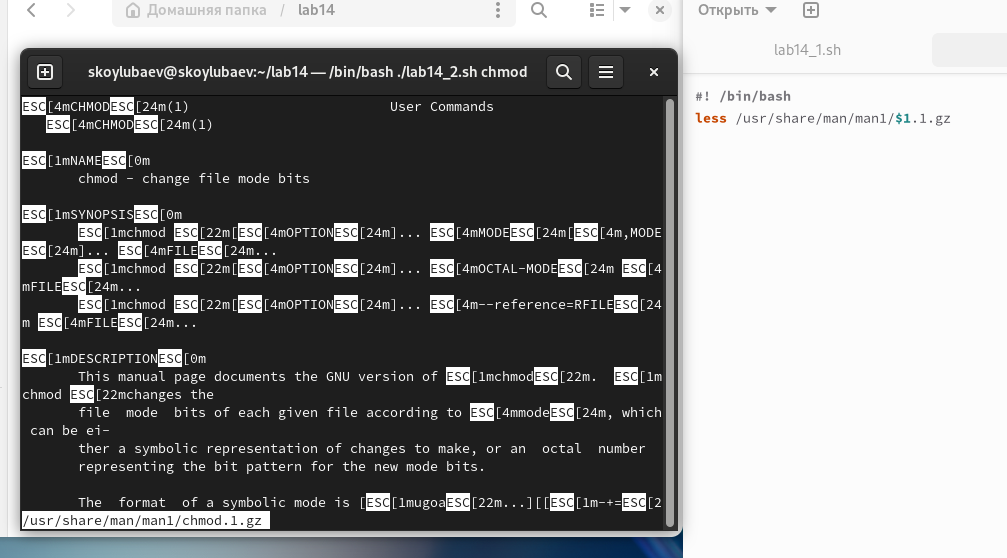 Домашняя папка / lab14
Открыть
skoylubaev@skoylubaev:~/lab14 — /bin/bash ./lab14_2.sh chmod
lab14_1.sh
#! /bin/bash
less /usr/share/man/man1/$1.1.gz
ESC[4mCHMODESC[24m(1) User Commands
ESC[4mCHMODESC[24m(1)
ESC[1mNAMEESC[0m
chmod - change file mode bits
ESC[1mSYNOPSISESC[0m
ESC[1mchmod ESC[22m[ESC[4mOPTIONESC[24m]... ESC[4mMODEESC[24m[ESC[4m,MODE
ESC[24m]... ESC[4mFILEESC[24m...
ESC[1mchmod ESC[22m[ESC[4mOPTIONESC[24m]... ESC[4mOCTAL-MODEESC[24m ESC[4
mFILEESC[24m...
ESC[1mchmod ESC[22m[ESC[4mOPTIONESC[24m]... ESC[4m--reference=RFILEESC[24
m ESC[4mFILEESC[24m...
ESC[1mDESCRIPTIONESC[0m
This manual page documents the GNU version of ESC[1mchmodESC[22m. ESC[1m
chmod ESC[22mchanges the
file mode bits of each given file according to ESC[4mmodeESC[24m, which
can be ei-
ther a symbolic representation of changes to make, or an octal number
representing the bit pattern for the new mode bits.
The format of a symbolic mode is [ESC[1mugoaESC[22m...][[ESC[1m-+=ESC[2
/usr/share/man/man1/chmod.1.gz